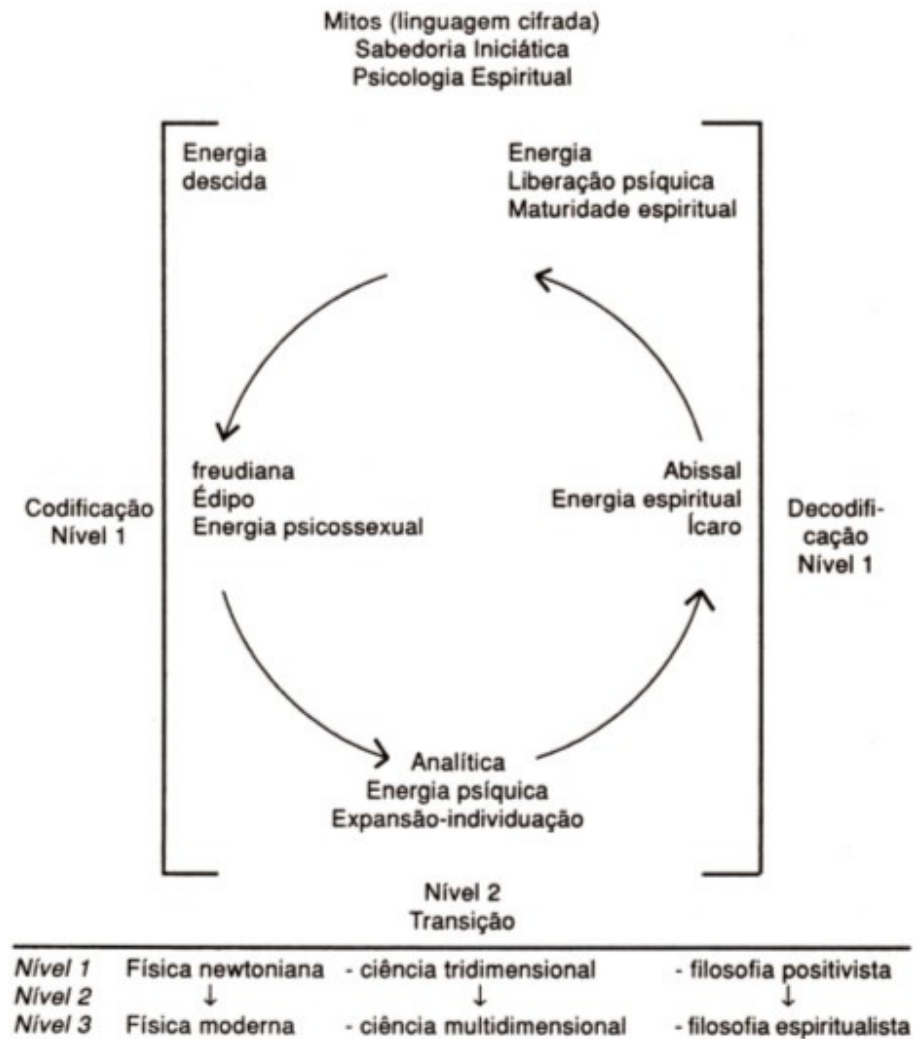 Mitos (linguagem cifrada)
Sabedoria Iniciática
Psicologia Espiritual
Energia
descida
Energia
Liberação psíquica
Maturidade espiritual
Codificação
Nível 1
freudiana
Édipo
Energia psicossexual
Abissal
Energia espiritual
Ícaro
Decodifi-
cação
Nível 1
Analítica
Energia psíquica
Expansão-individuação
Nível 2
Transição
Nível 1 Física newtoniana - ciência tridimensional - filosofia positivista
Nível 2 ↓ ↓ ↓
Nível 3 Física moderna - ciência multidimensional - filosofia espiritualista